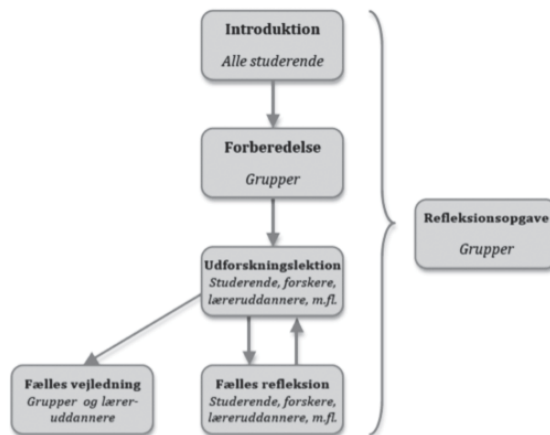 Introduktion
Alle studerende
Forberedelse
Grupper
Udforskningslektion
Studerende, forskere,
læreruddannere, m.fl.
Refleksionsopgave
Grupper
Fælles vejledning
Grupper og lærer-
uddannere
Fælles refleksion
Studerende, forskere,
læreruddannere, m.fl.